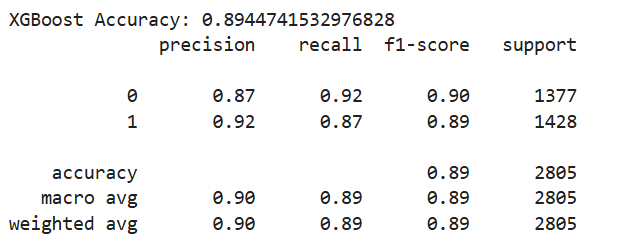 XGBoost Accuracy: 0.8944741532976828
precision recall f1-score support
0 0.87 0.92 0.90 1377
1 0.92 0.87 0.89 1428
accuracy 0.89 2805
macro avg 0.90 0.89 0.89 2805
weighted avg 0.90 0.89 0.89 2805